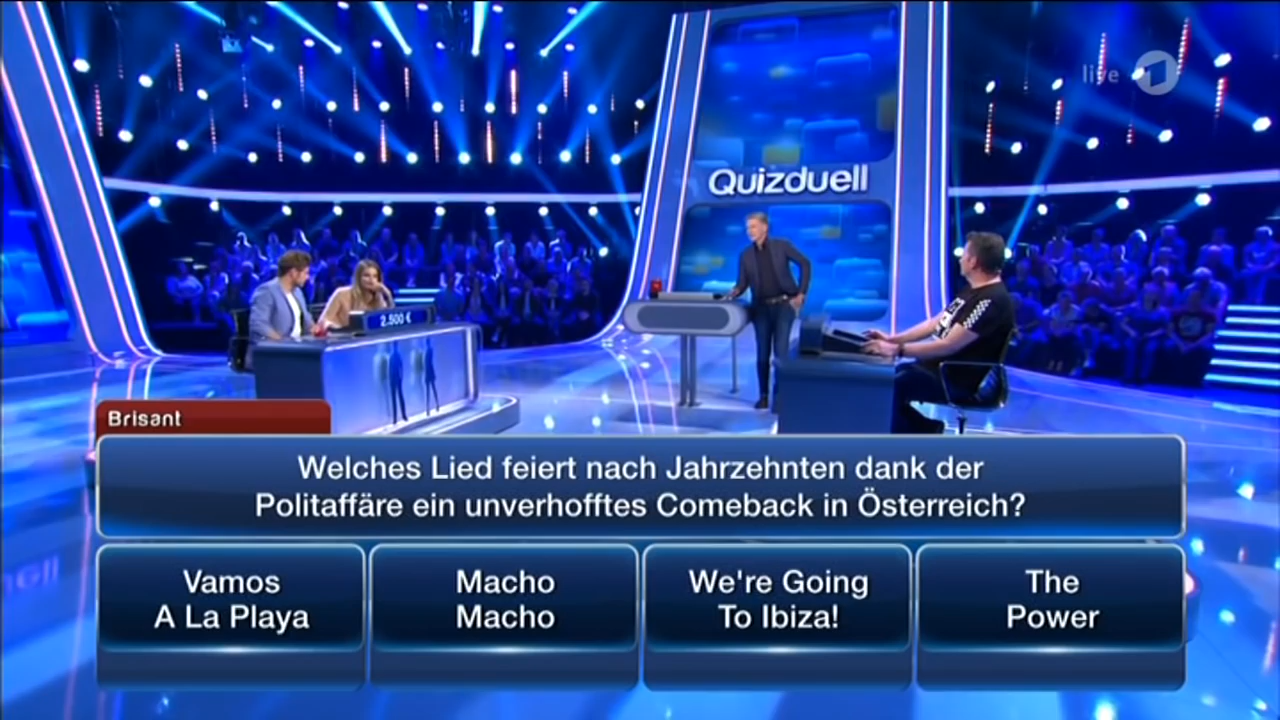 live
Quizduell
2.500 €
Brisant
Welches Lied feiert nach Jahrzehnten dank der
Politaffäre ein unverhofftes Comeback in Österreich?
Vamos
A La Playa
Macho
Macho
We're Going
To Ibiza!
The
Power